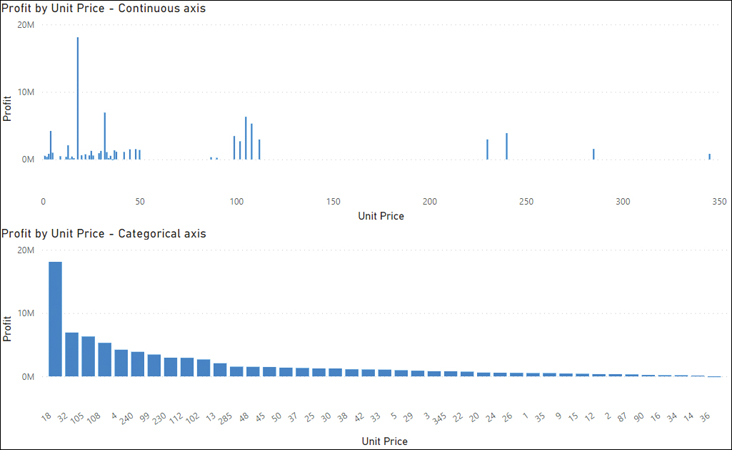 Profit by Unit Price - Continuous axis
20M
10M
0M
Profit
0 50 100 150 200 250 300 350
Unit Price
Profit by Unit Price - Categorical axis
20M
10M
0M
Profit
18 32 105 108 4 240 99 230 112 102 13 285 48 45 50 37 25 30 38 42 33 5 29 3 345 22 20 24 26 1 35 9 15 12 2 87 90 16 34 14 36
Unit Price